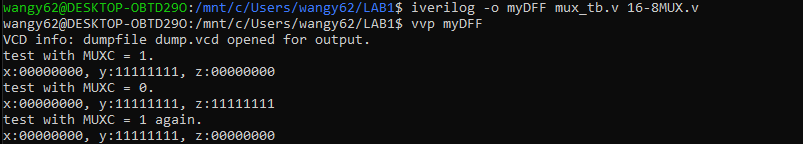 wangy62@DESKTOP-OBTD29O:/mnt/c/Users/wangy62/LAB1$ iverilog -o myDFF mux_tb.v 16-8MUX.v
wangy62@DESKTOP-OBTD29O:/mnt/c/Users/wangy62/LAB1$ vvp myDFF
VCD info: dumpfile dump.vcd opened for output.
test with MUXC = 1.
x:00000000, y:11111111, z:00000000
test with MUXC = 0.
x:00000000, y:11111111, z:11111111
test with MUXC = 1 again.
x:00000000, y:11111111, z:00000000